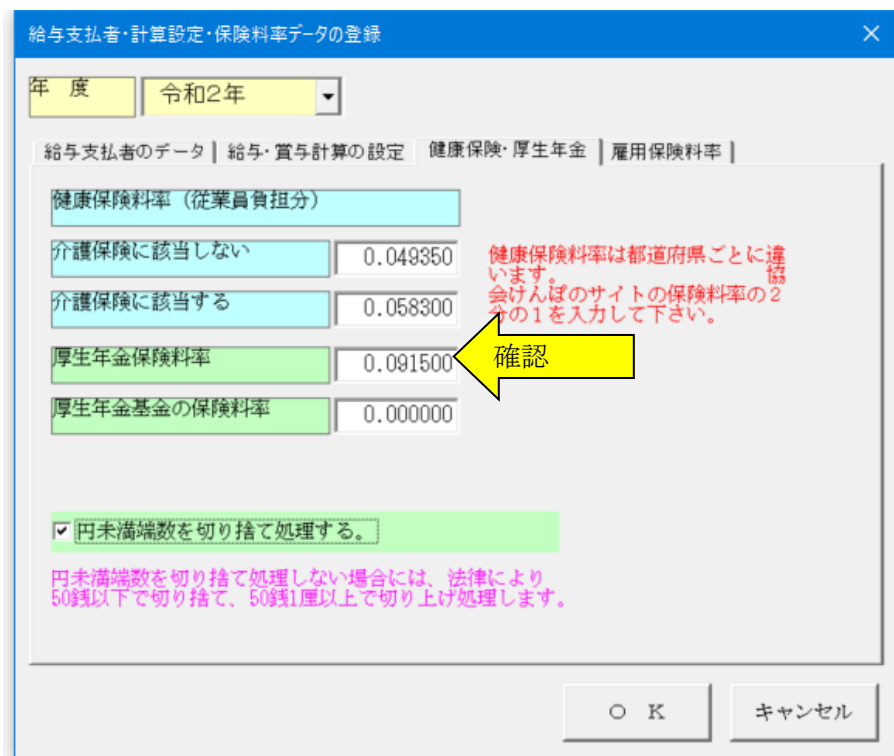 給与支払者・計算設定・保険料率データの登録
年 度
令和2年
給与支払者のデータ
給与・賞与計算の設定
健康保険・厚生年金
雇用保険料率
健康保険料率（従業員負担分）
介護保険に該当しない
0.049350
介護保険に該当する
0.058300
健康保険料率は都道府県ごとに違
います。 協
会けんぽのサイトの保険料率の２
分の１を入力して下さい。
厚生年金保険料率
0.091500
確認
厚生年金基金の保険料率
0.000000
円未満端数を切り捨て処理する。
円未満端数を切り捨て処理しない場合には、法律により
50銭以下で切り捨て、50銭1厘以上で切り上げ処理します。
Ｏ Ｋ
キャンセル